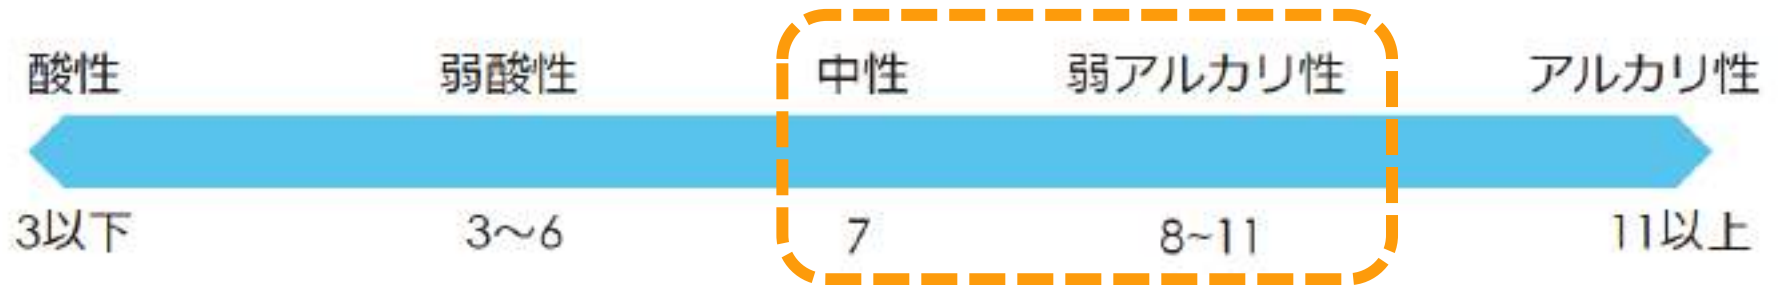 酸性 弱酸性 中性 弱アルカリ性 アルカリ性
3以下 3～6 7 8~11 11以上